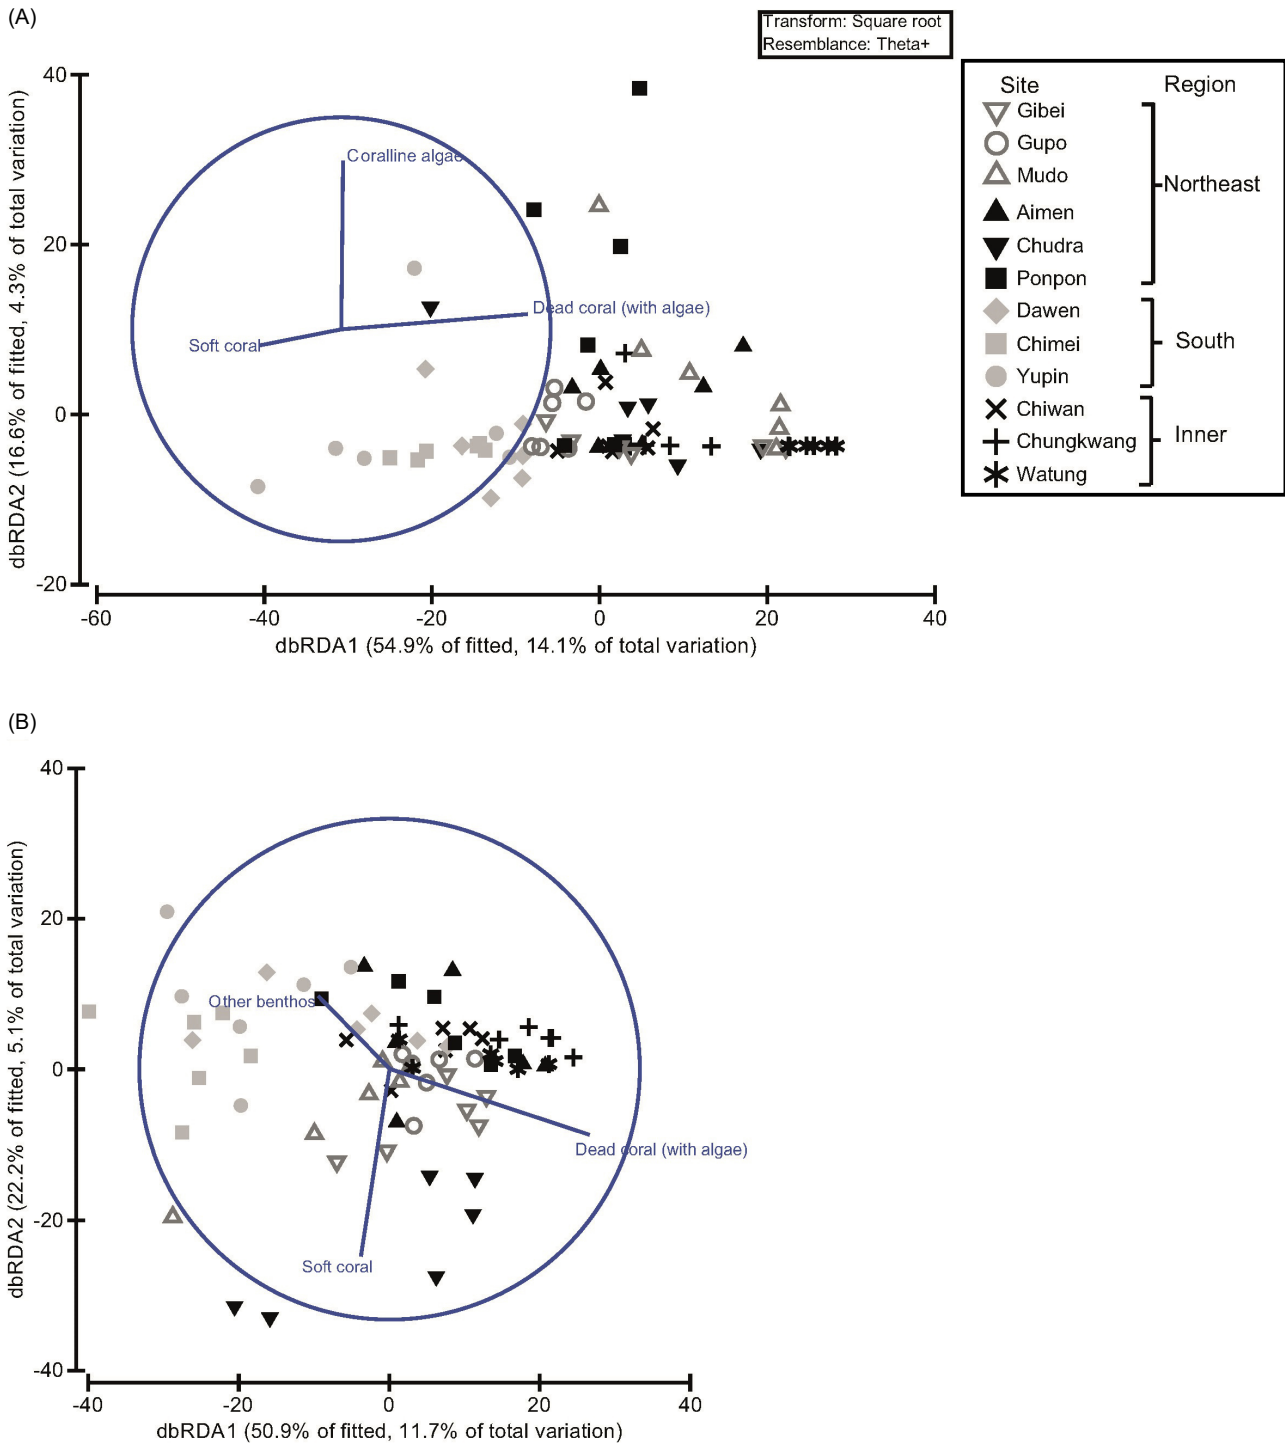 (A)
Transform: Square root
Resemblance: Theta+
Site Region
Gibei
Gupo
Mudo
Northeast
Aimen
Chudra
Ponpon
Dawen
Chimei
South
Yupin
Chiwan
Chungkwang
Inner
Watung
40
20
0
-20
dbRDA2 (16.6% of fitted, 4.3% of total variation)
Coralline algae
Dead coral (with algae)
Soft coral
-60 -40 -20 0 20 40
dbRDA1 (54.9% of fitted, 14.1% of total variation)
(B)
40
20
0
-20
-40
dbRDA2 (22.2% of fitted, 5.1% of total variation)
Other benthos
Dead coral (with algae)
Soft coral
-40 -20 0 20 40
dbRDA1 (50.9% of fitted, 11.7% of total variation)